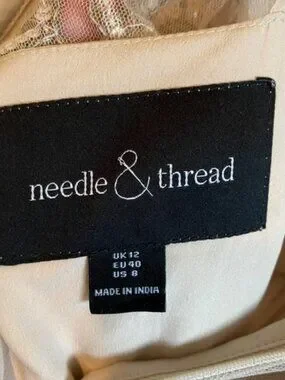 needle & thread
UK 12
EU 40
US 8
MADE IN INDIA